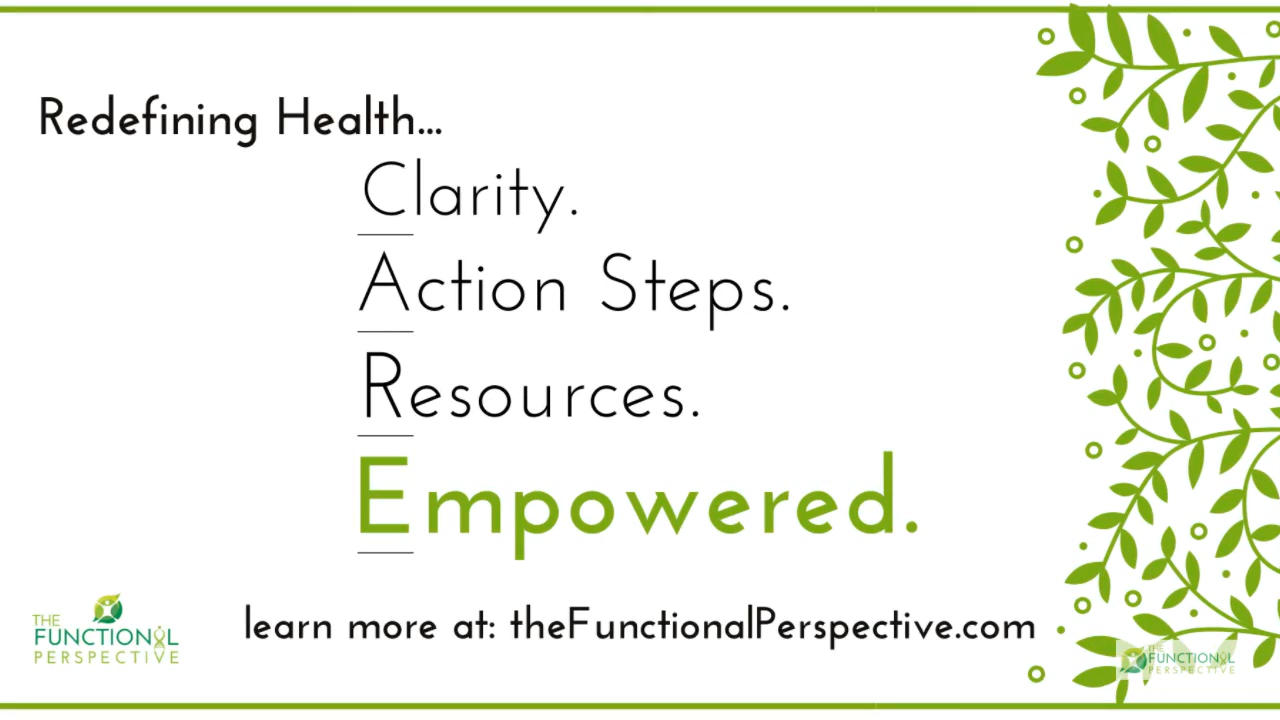 Redefining Health...
Clarity.
Action Steps.
Resources.
Empowered.
learn more at: theFunctionalPerspective.com
THE
FUNCTIONAL
PERSPECTIVE
THE
FUNCTIONAL
PERSPECTIVE